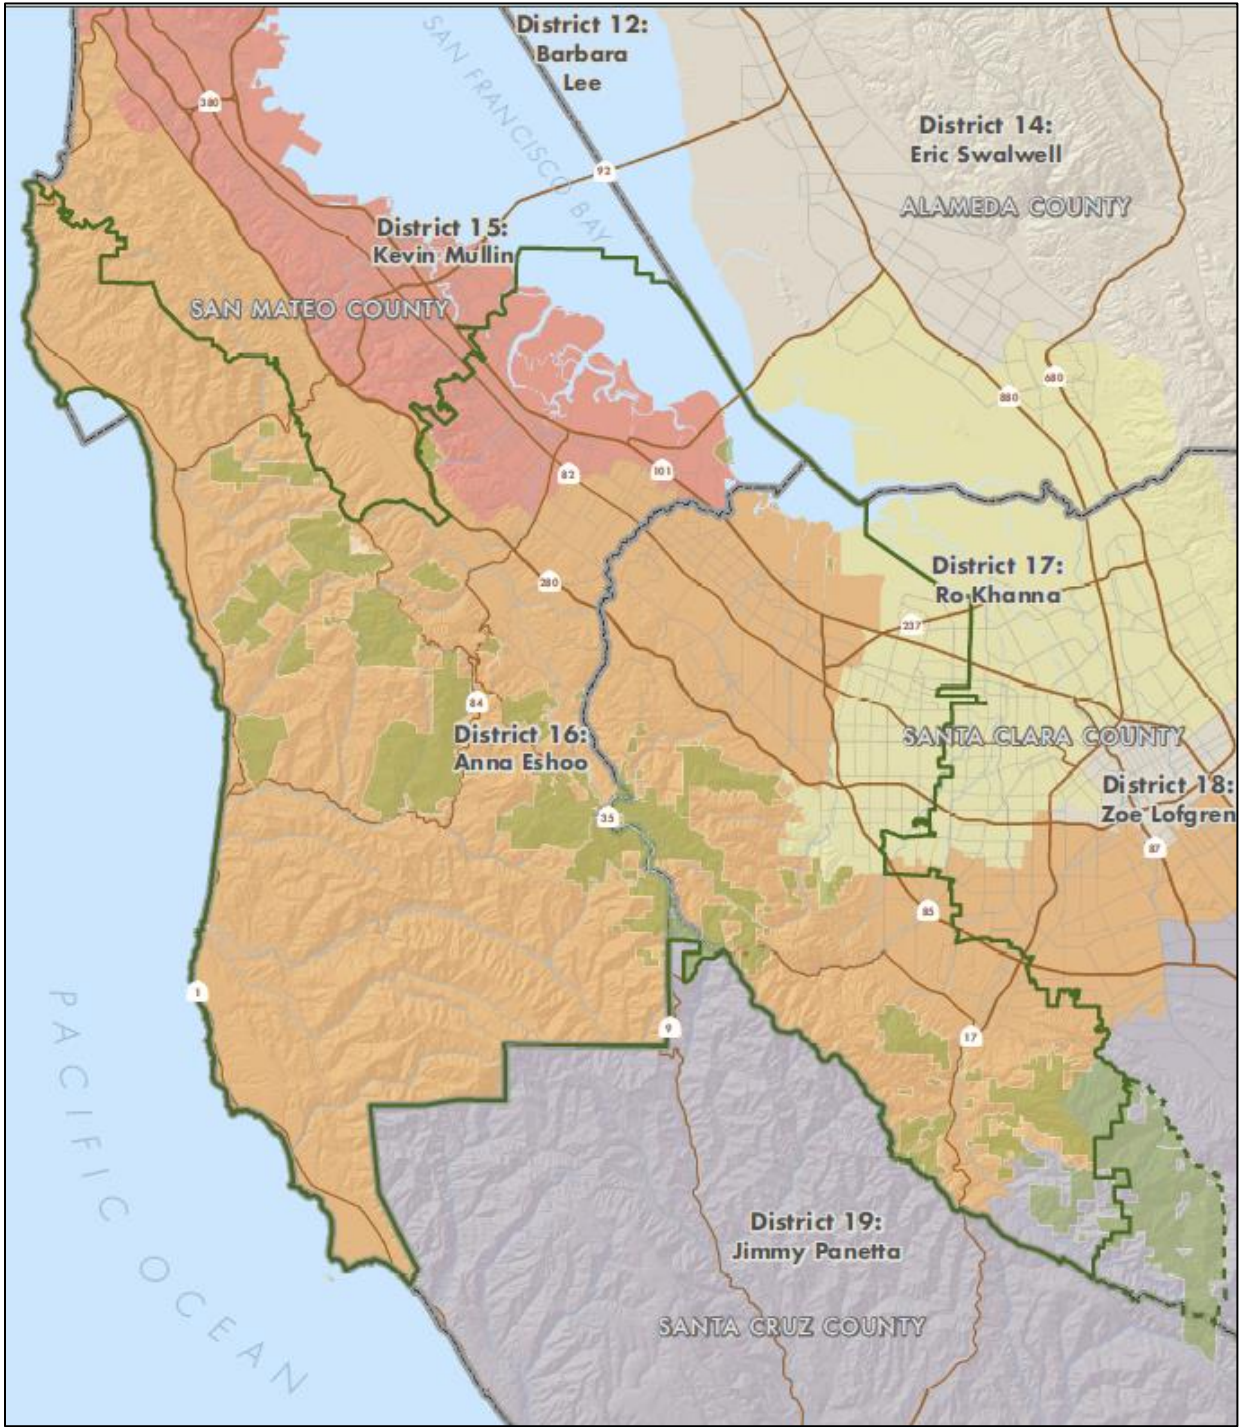 District 12:
Barbara
Lee
SAN FRANCISCO BAY
380
District 14:
Eric Swalwell
92
ALAMEDA COUNTY
District 15:
Kevin Mullin
SAN MATEO COUNTY
680
880
82
101
District 17:
Ro Khanna
280
237
84
District 16:
Anna Eshoo
SANTA CLARA COUNTY
District 18:
Zoe Lofgren
35
87
85
1
9
17
PACIFIC OCEAN
District 19:
Jimmy Panetta
SANTA CRUZ COUNTY